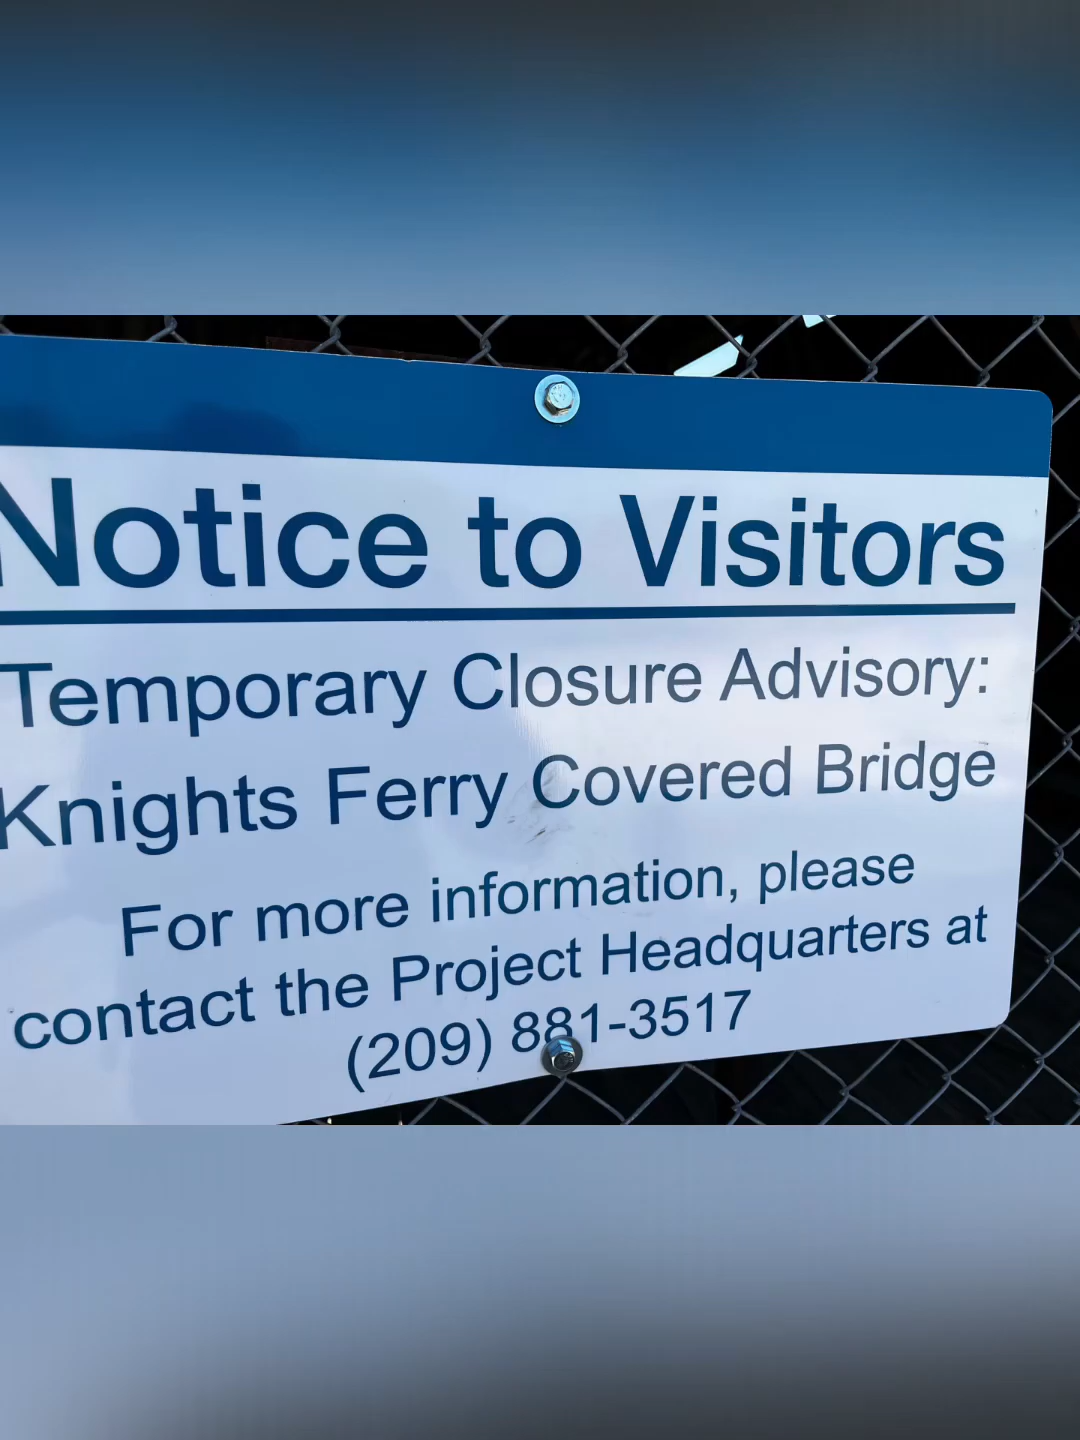 Notice to Visitors
Temporary Closure Advisory:
Knights Ferry Covered Bridge
For more information, please
contact the Project Headquarters at
(209) 881-3517